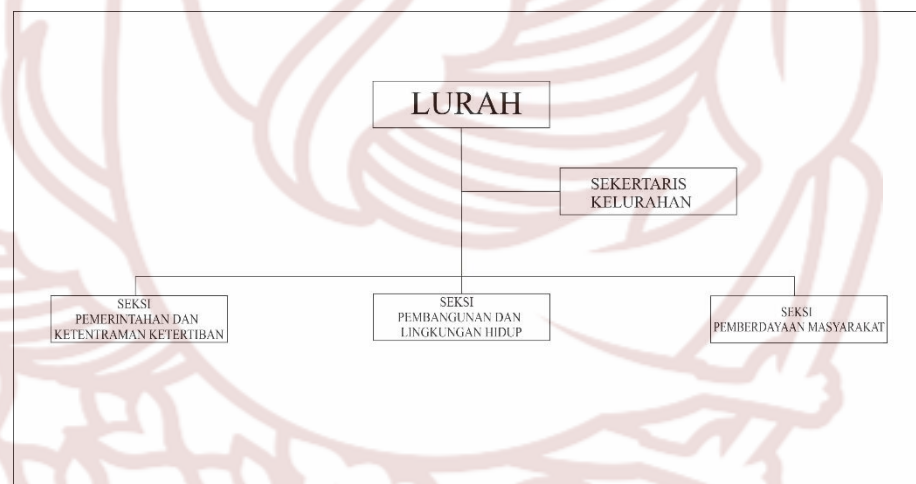 LURAH
SEKERTARIS
KELURAHAN
SEKSI
PEMERINTAHAN DAN
KETENTRAMAN KETERTIBAN
SEKSI
PEMBANGUNAN DAN
LINGKUNGAN HIDUP
SEKSI
PEMBERDAYAAN MASYARAKAT